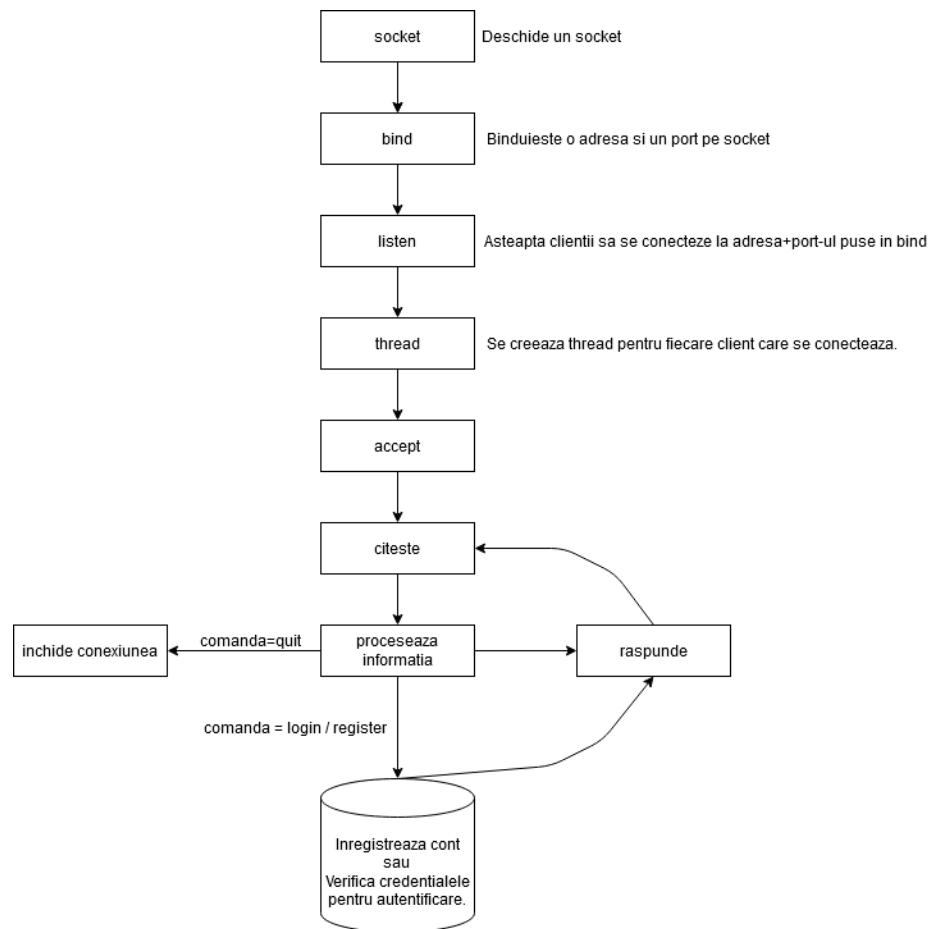 socket
Deschide un socket
bind
Binduieste o adresa si un port pe socket
listen
Asteapta clientii sa se conecteze la adresa+port-ul puse in bind
thread
Se creeaza thread pentru fiecare client care se conecteaza.
accept
citeste
inchide conexiunea
comanda=quit
proceseaza
informatia
raspunde
comanda = login / register
Inregistreaza cont
sau
Verifica credentialele
pentru autentificare.